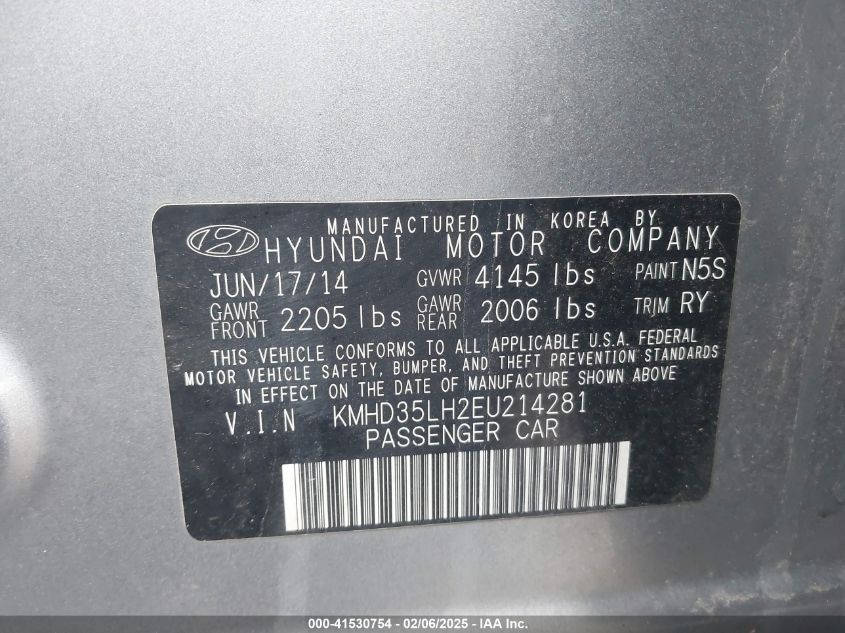 MANUFACTURED IN KOREA BY
HYUNDAI MOTOR COMPANY
JUN/17/14 GVWR 4145 lbs PAINT N5S
GAWR FRONT 2205 lbs GAWR REAR 2006 lbs TRIM RY
THIS VEHICLE CONFORMS TO ALL APPLICABLE U.S.A. FEDERAL
MOTOR VEHICLE SAFETY, BUMPER, AND THEFT PREVENTION STANDARDS
IN EFFECT ON THE DATE OF MANUFACTURE SHOWN ABOVE
V.I.N KMHD35LH2EU214281
PASSENGER CAR
000-41530754 - 02/06/2025 - IAA Inc.